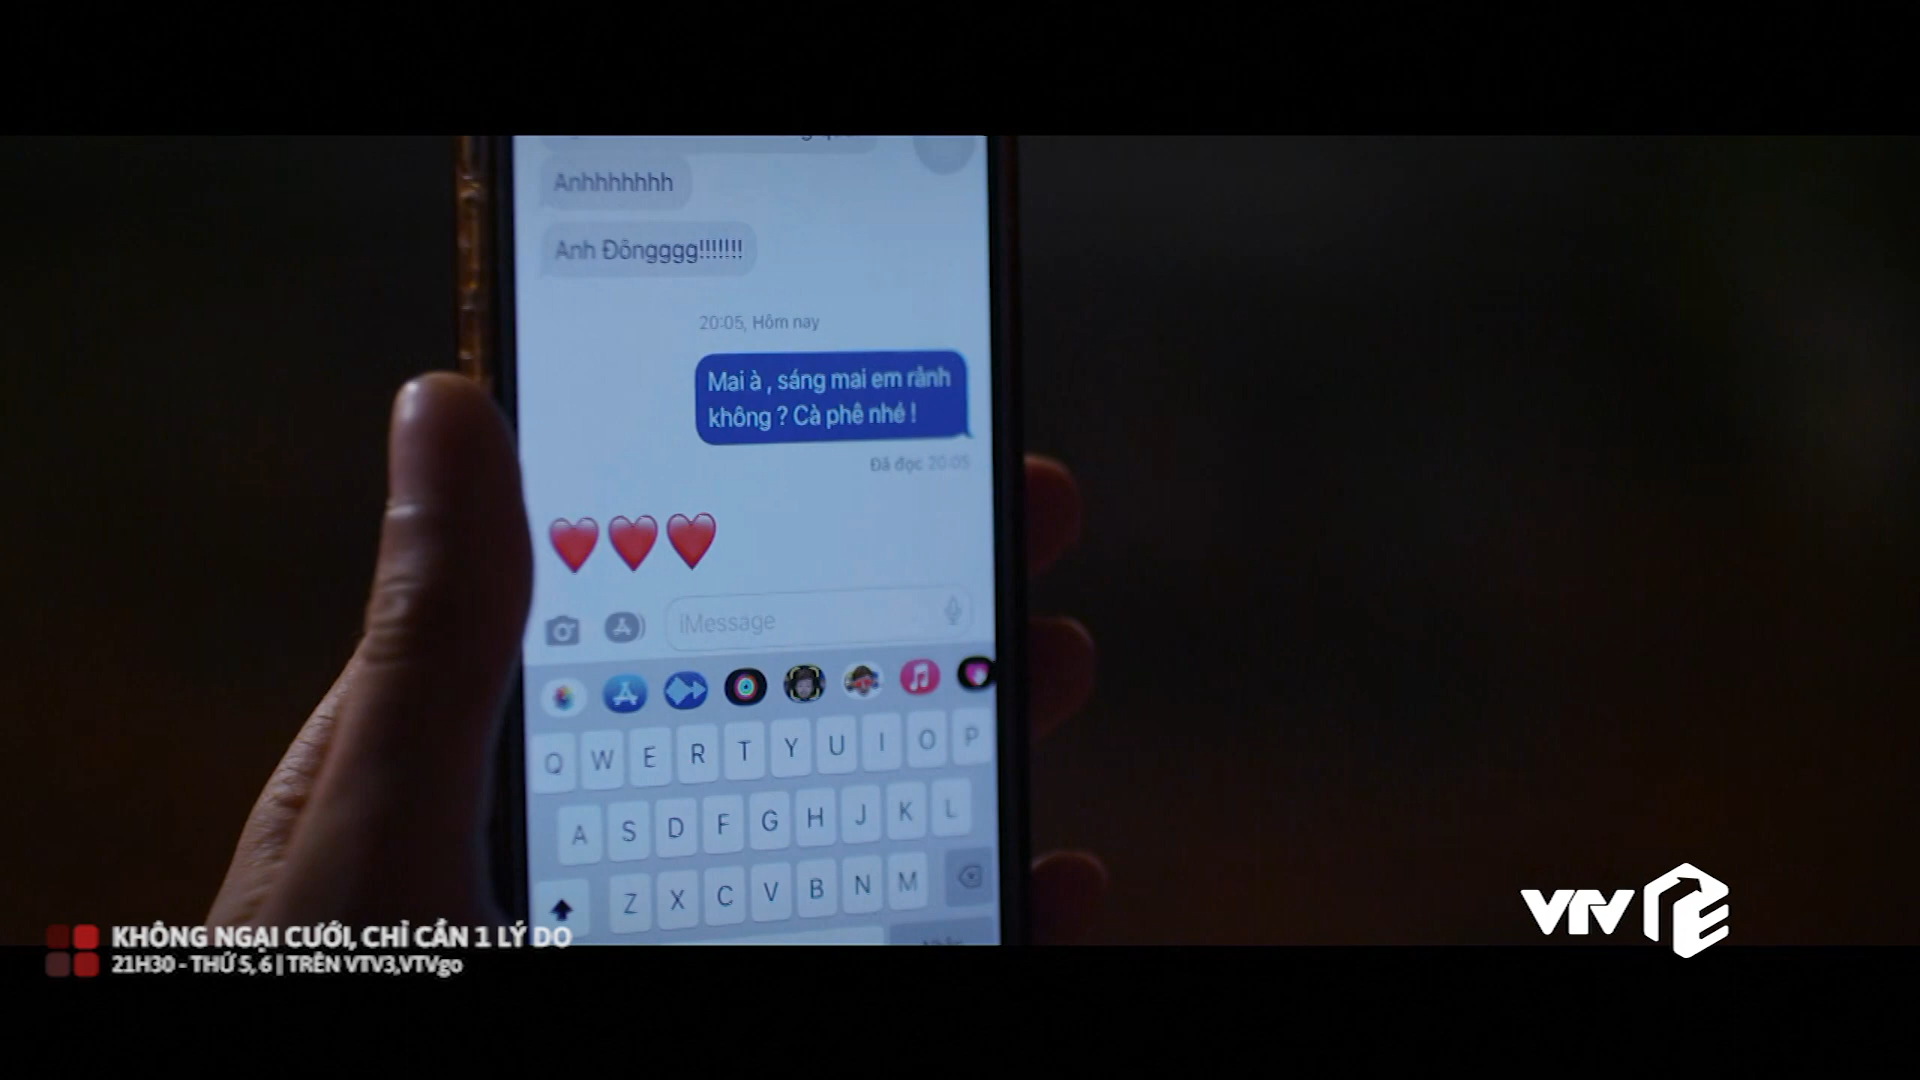 Anhhhhhhh
Anh Đôngggg!!!!!!!
20:05, Hôm nay
Mai à , sáng mai em rảnh
không ? Cà phê nhé !
Đã đọc 20:05
iMessage
Q W E R T Y U I O P
A S D F G H J K L
Z X C V B N M
KHÔNG NGẠI CƯỚI, CHỈ CẦN 1 LÝ DO
21H30 - THỨ 5, 6 | TRÊN VTV3,VTVgo
VTV